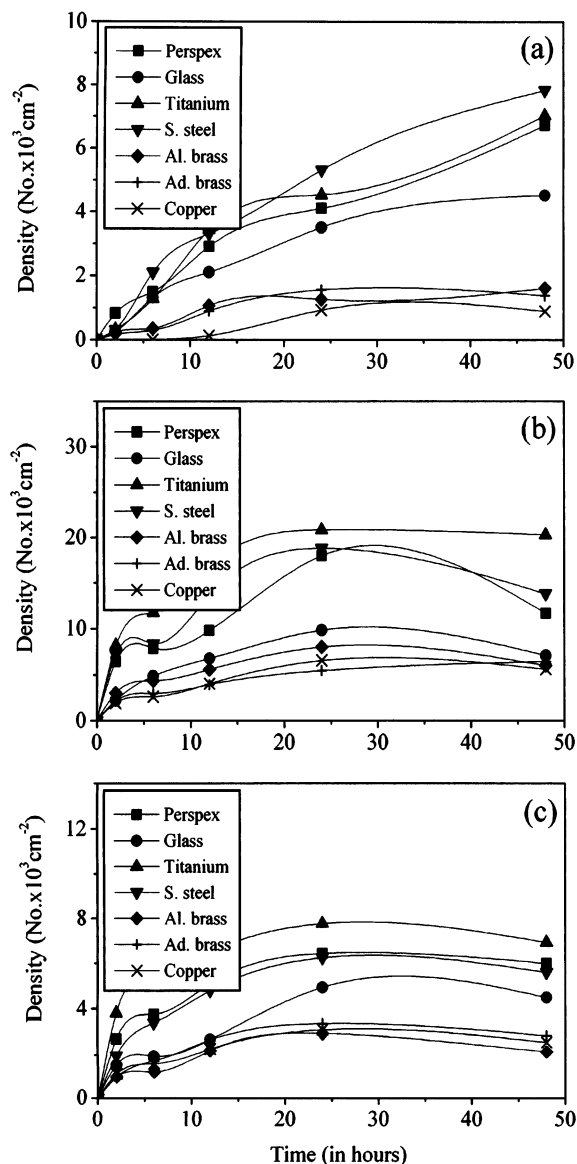 (a)
Perspex
Glass
Titanium
S. steel
Al. brass
Ad. brass
Copper
Density (No.x10³cm⁻²)
10
8
6
4
2
0
0 10 20 30 40 50
(b)
Perspex
Glass
Titanium
S. steel
Al. brass
Ad. brass
Copper
Density (No.x10³cm⁻²)
30
20
10
0
0 10 20 30 40 50
(c)
Perspex
Glass
Titanium
S. steel
Al. brass
Ad. brass
Copper
Density (No.x10³cm⁻²)
12
8
4
0
0 10 20 30 40 50
Time (in hours)